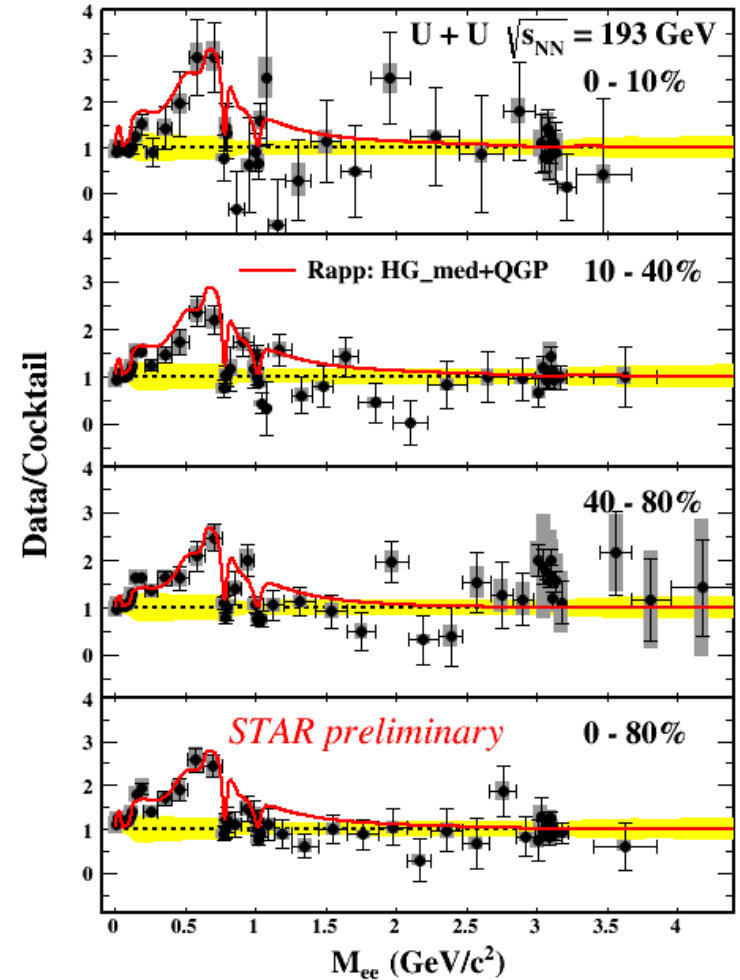 U + U √s_NN = 193 GeV
0 - 10%
4
3
2
1
0
Rapp: HG_med+QGP 10 - 40%
4
3
2
1
0
40 - 80%
4
3
2
1
0
STAR preliminary 0 - 80%
4
3
2
1
0
Data/Cocktail
0 0.5 1 1.5 2 2.5 3 3.5 4
M_ee (GeV/c²)